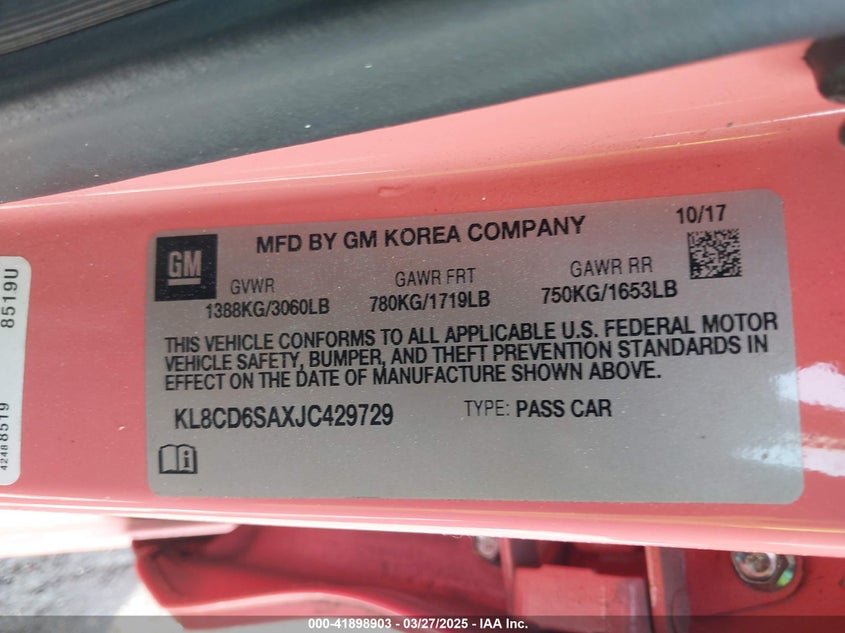 GM
MFD BY GM KOREA COMPANY
10/17
GVWR
1388KG/3060LB
GAWR FRT
780KG/1719LB
GAWR RR
750KG/1653LB
THIS VEHICLE CONFORMS TO ALL APPLICABLE U.S. FEDERAL MOTOR
VEHICLE SAFETY, BUMPER, AND THEFT PREVENTION STANDARDS IN
EFFECT ON THE DATE OF MANUFACTURE SHOWN ABOVE.
KL8CD6SAXJC429729
TYPE: PASS CAR
8519U
42488519
000-41898903 - 03/27/2025 - IAA Inc.